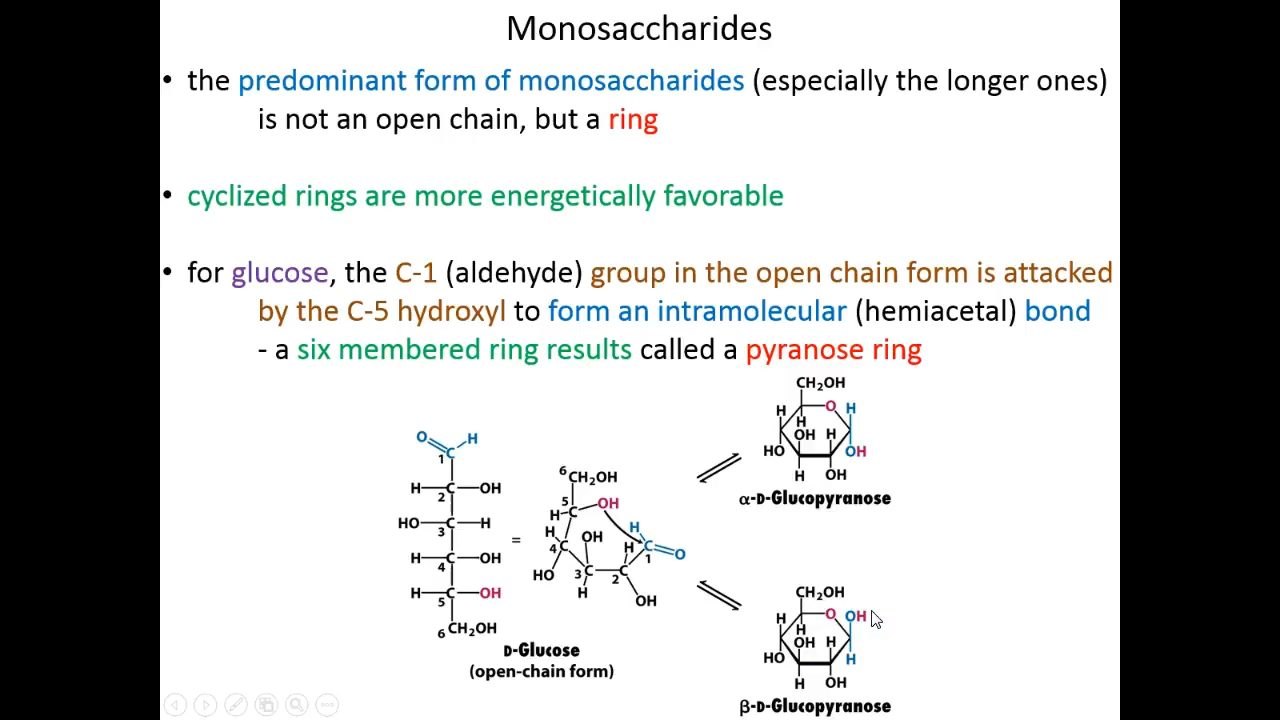 Monosaccharides
• the predominant form of monosaccharides (especially the longer ones)
is not an open chain, but a ring
• cyclized rings are more energetically favorable
• for glucose, the C-1 (aldehyde) group in the open chain form is attacked
by the C-5 hydroxyl to form an intramolecular (hemiacetal) bond
- a six membered ring results called a pyranose ring
O H
1 C
H C OH
2
HO C H
3
H C OH
4
H C OH
5
6 CH₂OH
=
6 CH₂OH
5 OH
H C
H OH H
4 C H C O
HO 3 C 2 C 1
H OH
D-Glucose
(open-chain form)
CH₂OH
H O H
H
OH H
HO OH
H OH
α-D-Glucopyranose
CH₂OH
H O OH
H
OH H
HO H
H OH
β-D-Glucopyranose